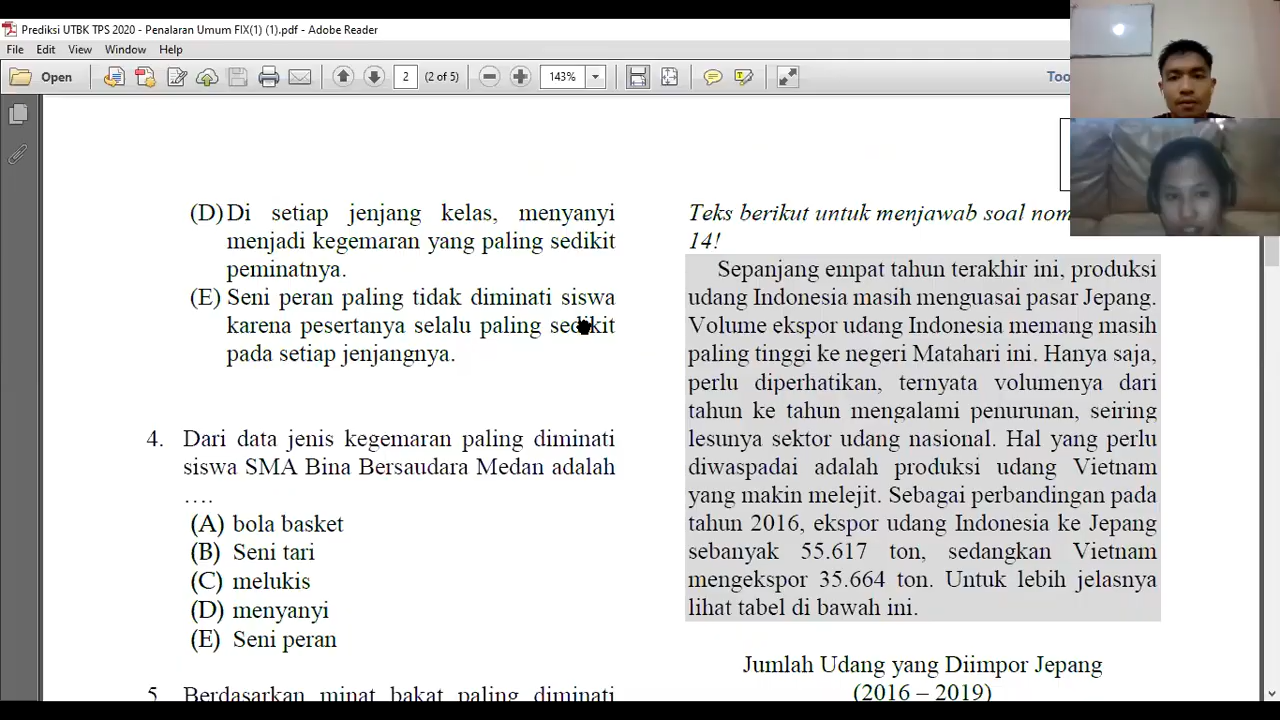 Prediksi UTBK TPS 2020 - Penalaran Umum FIX(1) (1).pdf - Adobe Reader
File Edit View Window Help
Open 2 (2 of 5) 143%
(D) Di setiap jenjang kelas, menyanyi
menjadi kegemaran yang paling sedikit
peminatnya.
(E) Seni peran paling tidak diminati siswa
karena pesertanya selalu paling sedikit
pada setiap jenjangnya.
4. Dari data jenis kegemaran paling diminati
siswa SMA Bina Bersaudara Medan adalah
....
(A) bola basket
(B) Seni tari
(C) melukis
(D) menyanyi
(E) Seni peran
5 Berdasarkan minat bakat paling diminati
Teks berikut untuk menjawab soal
14!
Sepanjang empat tahun terakhir ini, produksi
udang Indonesia masih menguasai pasar Jepang.
Volume ekspor udang Indonesia memang masih
paling tinggi ke negeri Matahari ini. Hanya saja,
perlu diperhatikan, ternyata volumenya dari
tahun ke tahun mengalami penurunan, seiring
lesunya sektor udang nasional. Hal yang perlu
diwaspadai adalah produksi udang Vietnam
yang makin melejit. Sebagai perbandingan pada
tahun 2016, ekspor udang Indonesia ke Jepang
sebanyak 55.617 ton, sedangkan Vietnam
mengekspor 35.664 ton. Untuk lebih jelasnya
lihat tabel di bawah ini.
Jumlah Udang yang Diimpor Jepang
(2016 – 2019)